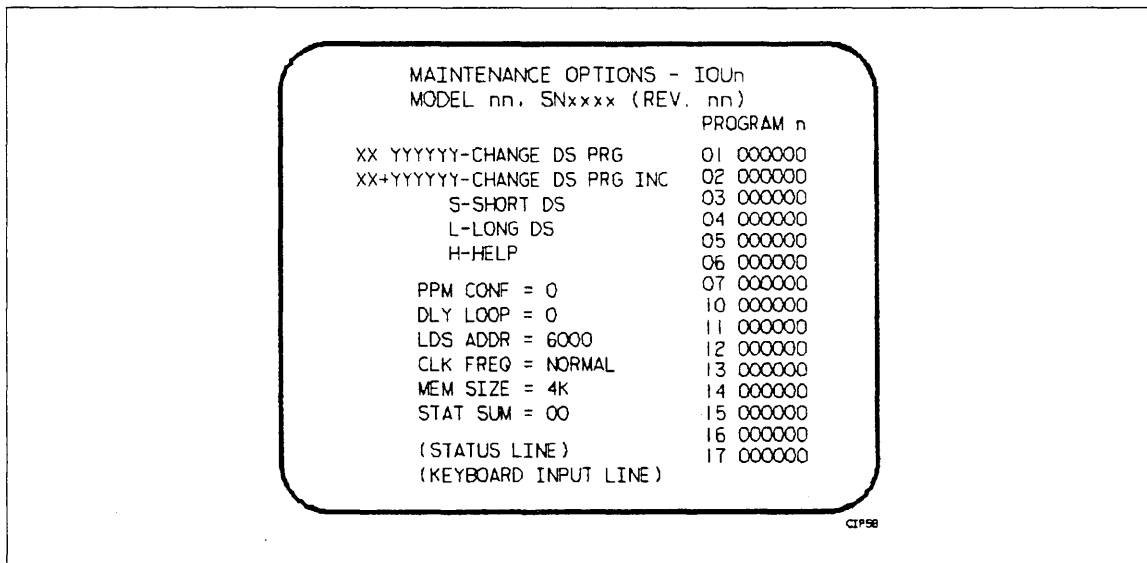 MAINTENANCE OPTIONS - IOUn
MODEL nn, SNxxxx (REV. nn)
PROGRAM n
XX YYYYYY-CHANGE DS PRG
XX+YYYYYY-CHANGE DS PRG INC
S-SHORT DS
L-LONG DS
H-HELP
PPM CONF = 0
DLY LOOP = 0
LDS ADDR = 6000
CLK FREQ = NORMAL
MEM SIZE = 4K
STAT SUM = 00
(STATUS LINE)
(KEYBOARD INPUT LINE)
01 000000
02 000000
03 000000
04 000000
05 000000
06 000000
07 000000
10 000000
11 000000
12 000000
13 000000
14 000000
15 000000
16 000000
17 000000
CIP58